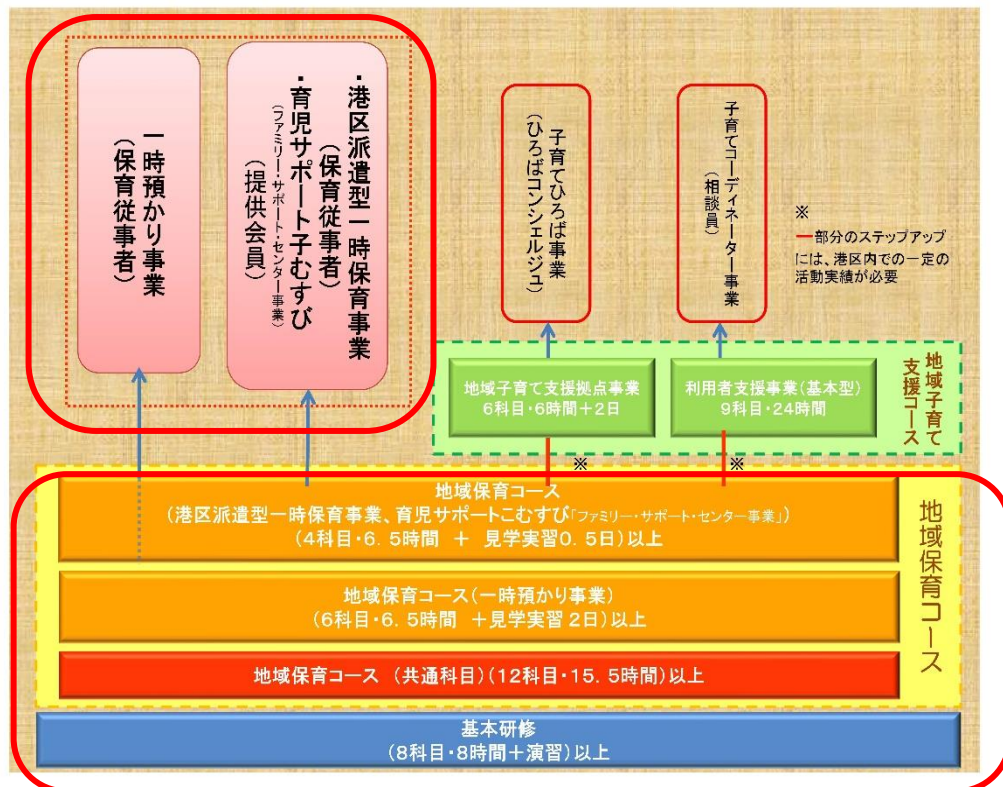 一時預かり事業
(保育従事者)
・港区派遣型一時保育事業
(保育従事者)
・育児サポート子むすび
(ファミリー・サポート・センター事業)
(提供会員)
子育てひろば事業
(ひろばコンシェルジュ)
子育てコーディネーター事業
(相談員)
※
ー部分のステップアップ
には、港区内での一定の
活動実績が必要
地域子育て支援拠点事業
6科目・6時間+2日
利用者支援事業(基本型)
9科目・24時間
地域子育て
支援コース
※
※
地域保育コース
(港区派遣型一時保育事業、育児サポートこむすび「ファミリー・サポート・センター事業」)
(4科目・6.5時間 + 見学実習0.5日)以上
地域保育コース(一時預かり事業)
(6科目・6.5時間 +見学実習2日)以上
地域保育コース (共通科目)(12科目・15.5時間)以上
地域保育コース
基本研修
(8科目・8時間+演習)以上